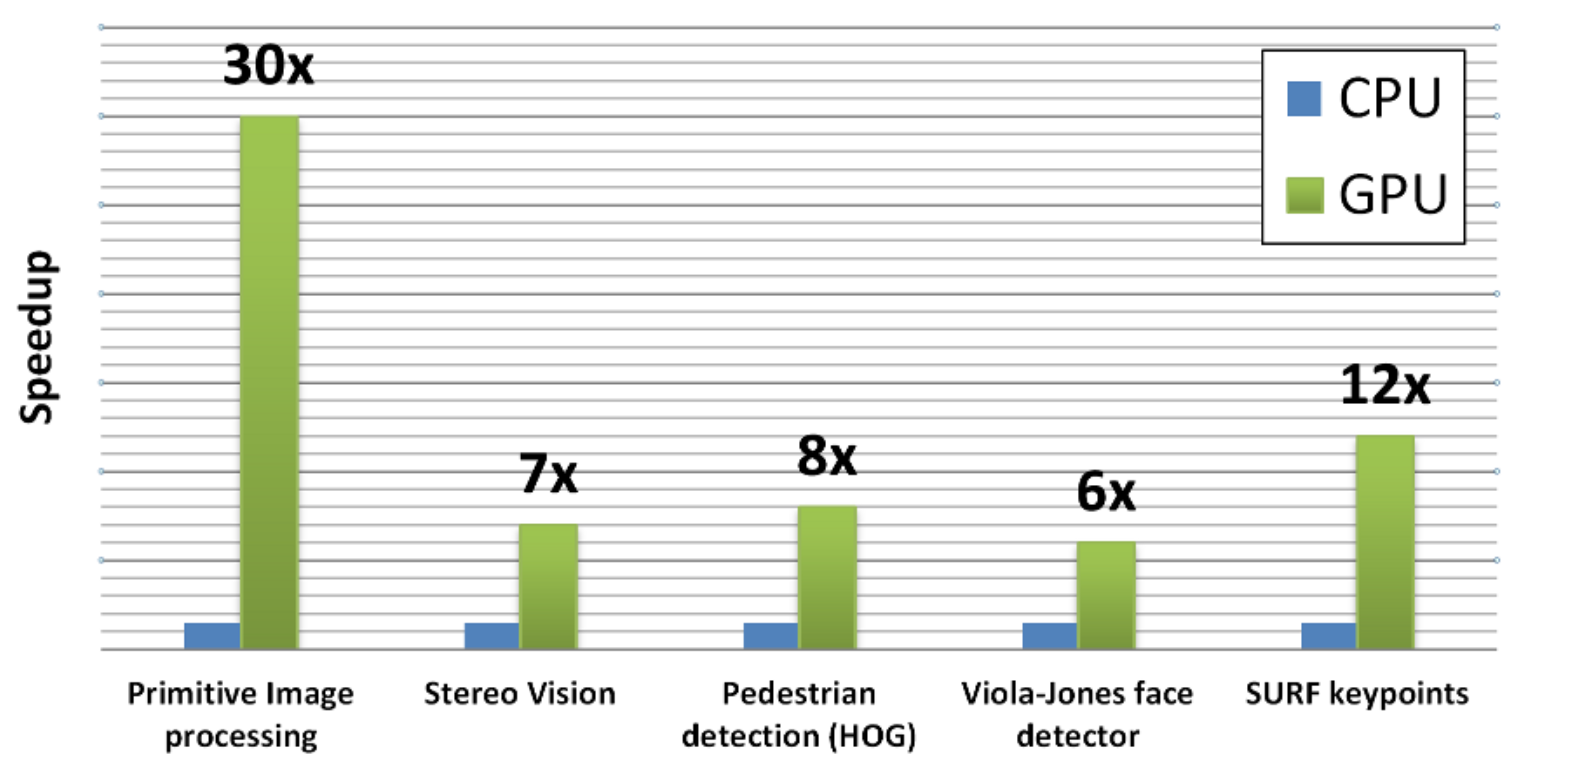 30x
CPU
GPU
Speedup
12x
8x
7x
6x
Primitive Image
processing
Stereo Vision
Pedestrian
detection (HOG)
Viola-Jones face
detector
SURF keypoints